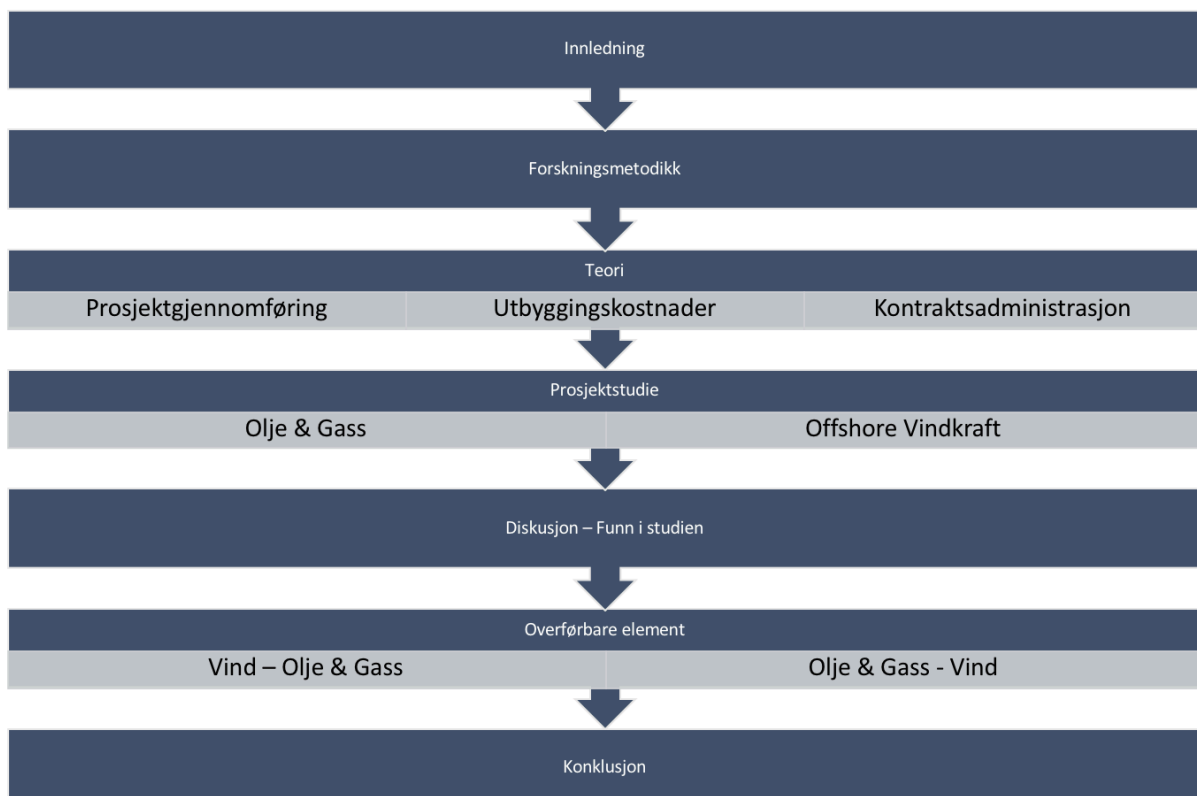 Innledning
Forskningsmetodikk
Teori
Prosjektgjennomføring Utbyggingskostnader Kontraktsadministrasjon
Prosjektstudie
Olje & Gass Offshore Vindkraft
Diskusjon – Funn i studien
Overførbare element
Vind – Olje & Gass Olje & Gass - Vind
Konklusjon